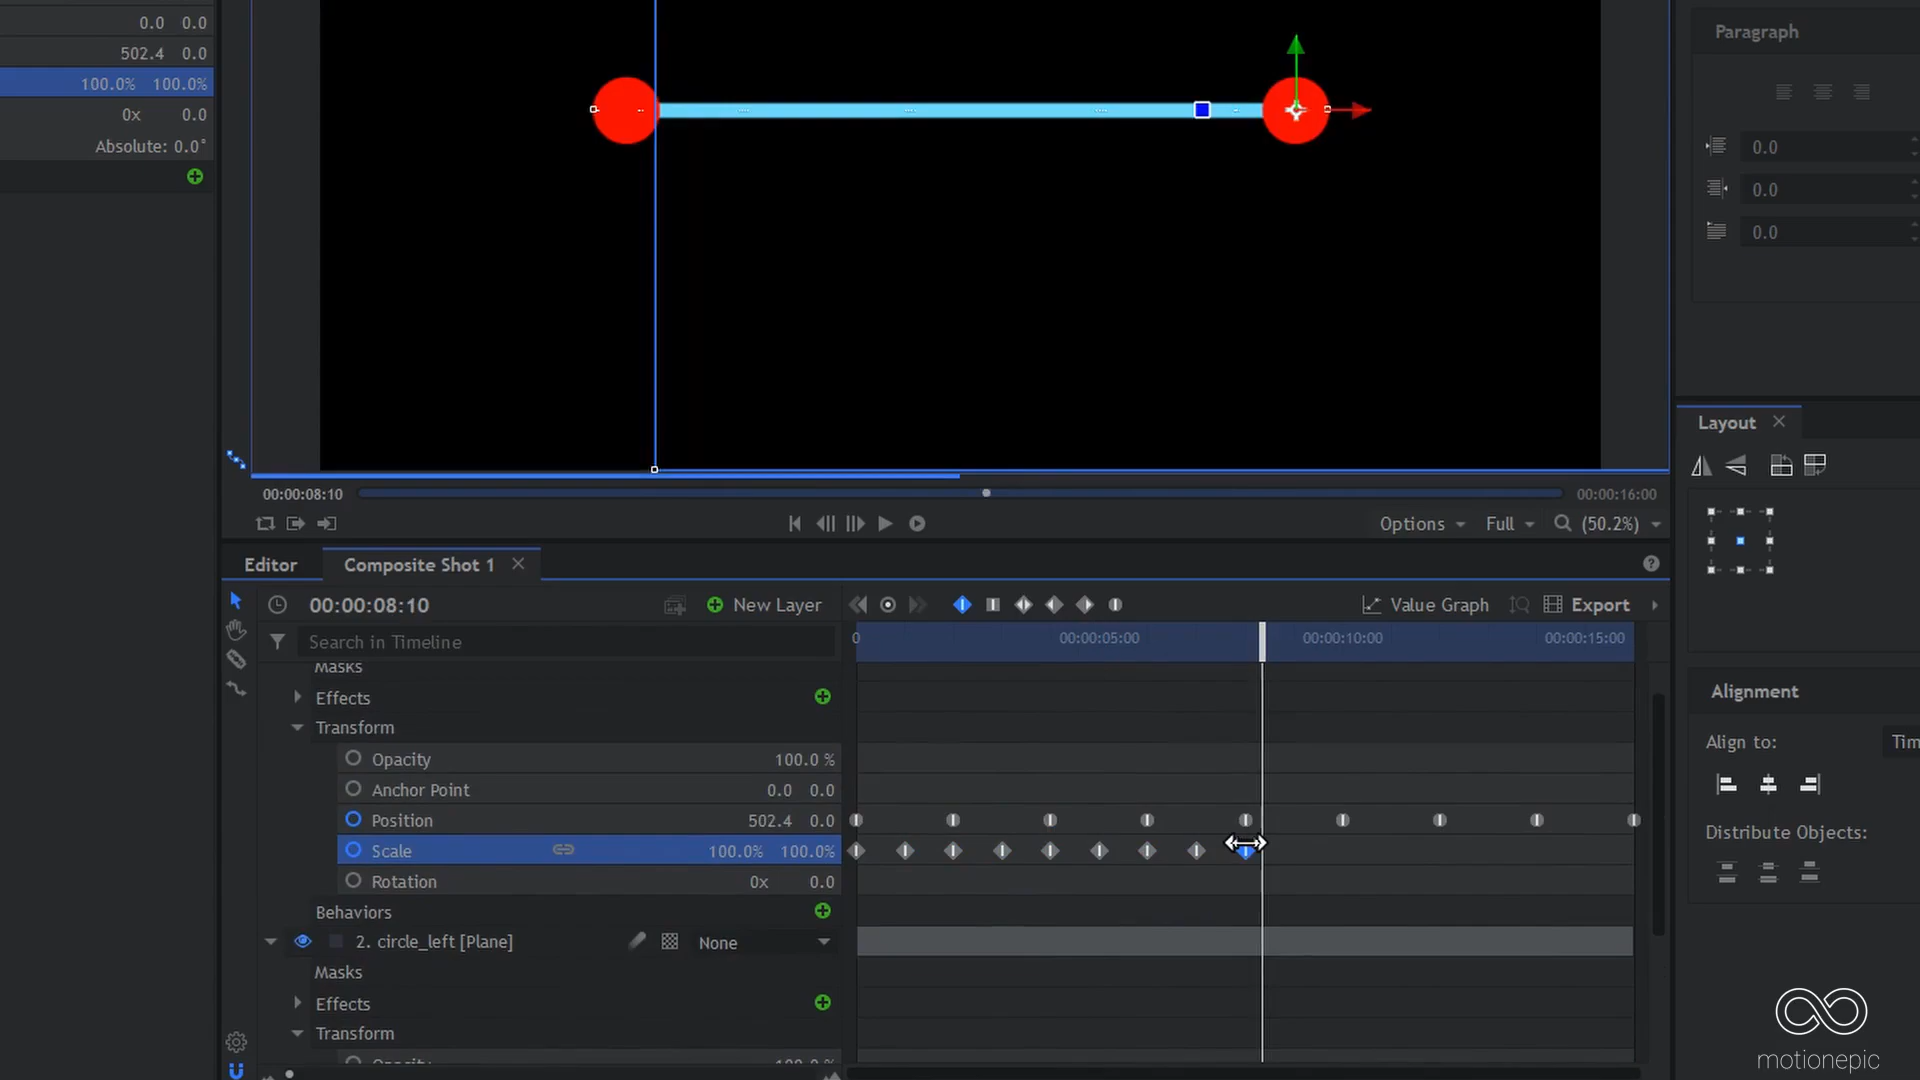 0.0 0.0
502.4 0.0
100.0% 100.0%
0x 0.0
Absolute: 0.0°
Paragraph
0.0
0.0
0.0
Layout
00:00:08:10
00:00:16:00
Options
Full
(50.2%)
Editor
Composite Shot 1
00:00:08:10
New Layer
Value Graph
Export
Search in Timeline
0
00:00:05:00
00:00:10:00
00:00:15:00
Masks
Effects
Transform
Opacity 100.0 %
Anchor Point 0.0 0.0
Position 502.4 0.0
Scale 100.0% 100.0%
Rotation 0x 0.0
Behaviors
2. circle_left [Plane]
None
Masks
Effects
Transform
Alignment
Align to:
Tim
Distribute Objects:
motionepic